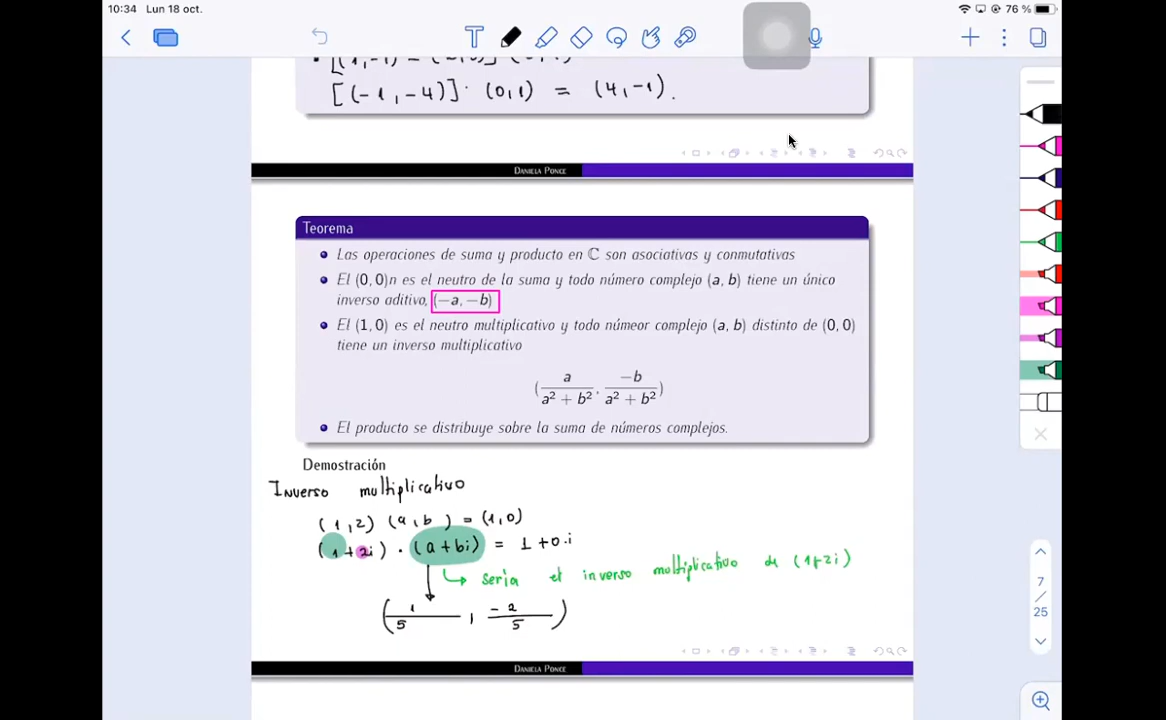 10:34 Lun 18 oct. 76 %
[(-1,-4)]· (0,1) = (4,-1).
DANIELA PONCE
Teorema
Las operaciones de suma y producto en ℂ son asociativas y conmutativas
El (0, 0)n es el neutro de la suma y todo número complejo (a, b) tiene un único
inverso aditivo, (−a, −b)
El (1, 0) es el neutro multiplicativo y todo númeor complejo (a, b) distinto de (0, 0)
tiene un inverso multiplicativo
(a/(a² + b²), −b/(a² + b²))
El producto se distribuye sobre la suma de números complejos.
Demostración
Inverso multiplicativo
(1,2) (a,b) = (1,0)
(1+2i) · (a+bi) = 1+0.i
sería el inverso multiplicativo de (1+2i)
(1/5, -2/5)
DANIELA PONCE
7
/
25